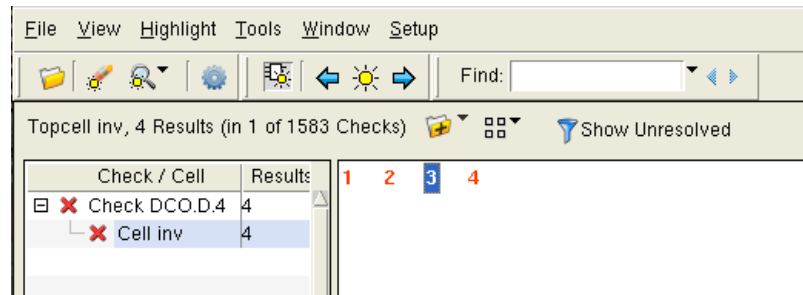 File View Highlight Tools Window Setup
Find:
Topcell inv, 4 Results (in 1 of 1583 Checks) Show Unresolved
Check / Cell Results 1 2 3 4
Check DCO.D.4 4
Cell inv 4